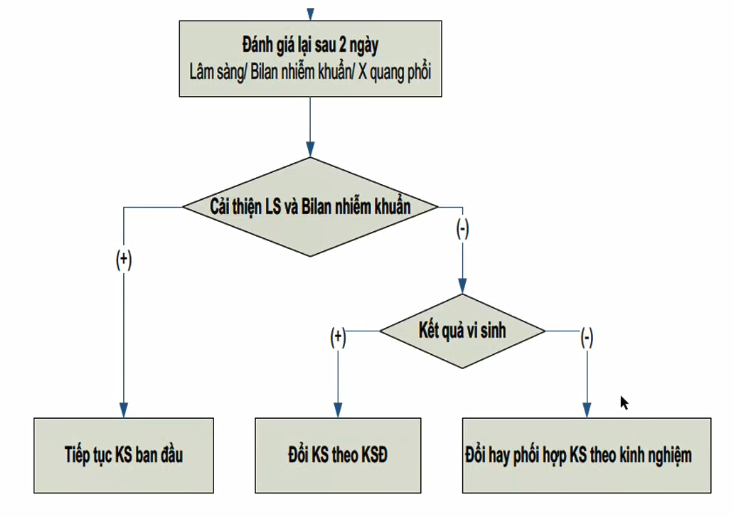 Đánh giá lại sau 2 ngày
Lâm sàng/ Bilan nhiễm khuẩn/ X quang phổi
Cải thiện LS và Bilan nhiễm khuẩn
(+)
(-)
Kết quả vi sinh
(+)
(-)
Tiếp tục KS ban đầu
Đổi KS theo KSĐ
Đổi hay phối hợp KS theo kinh nghiệm